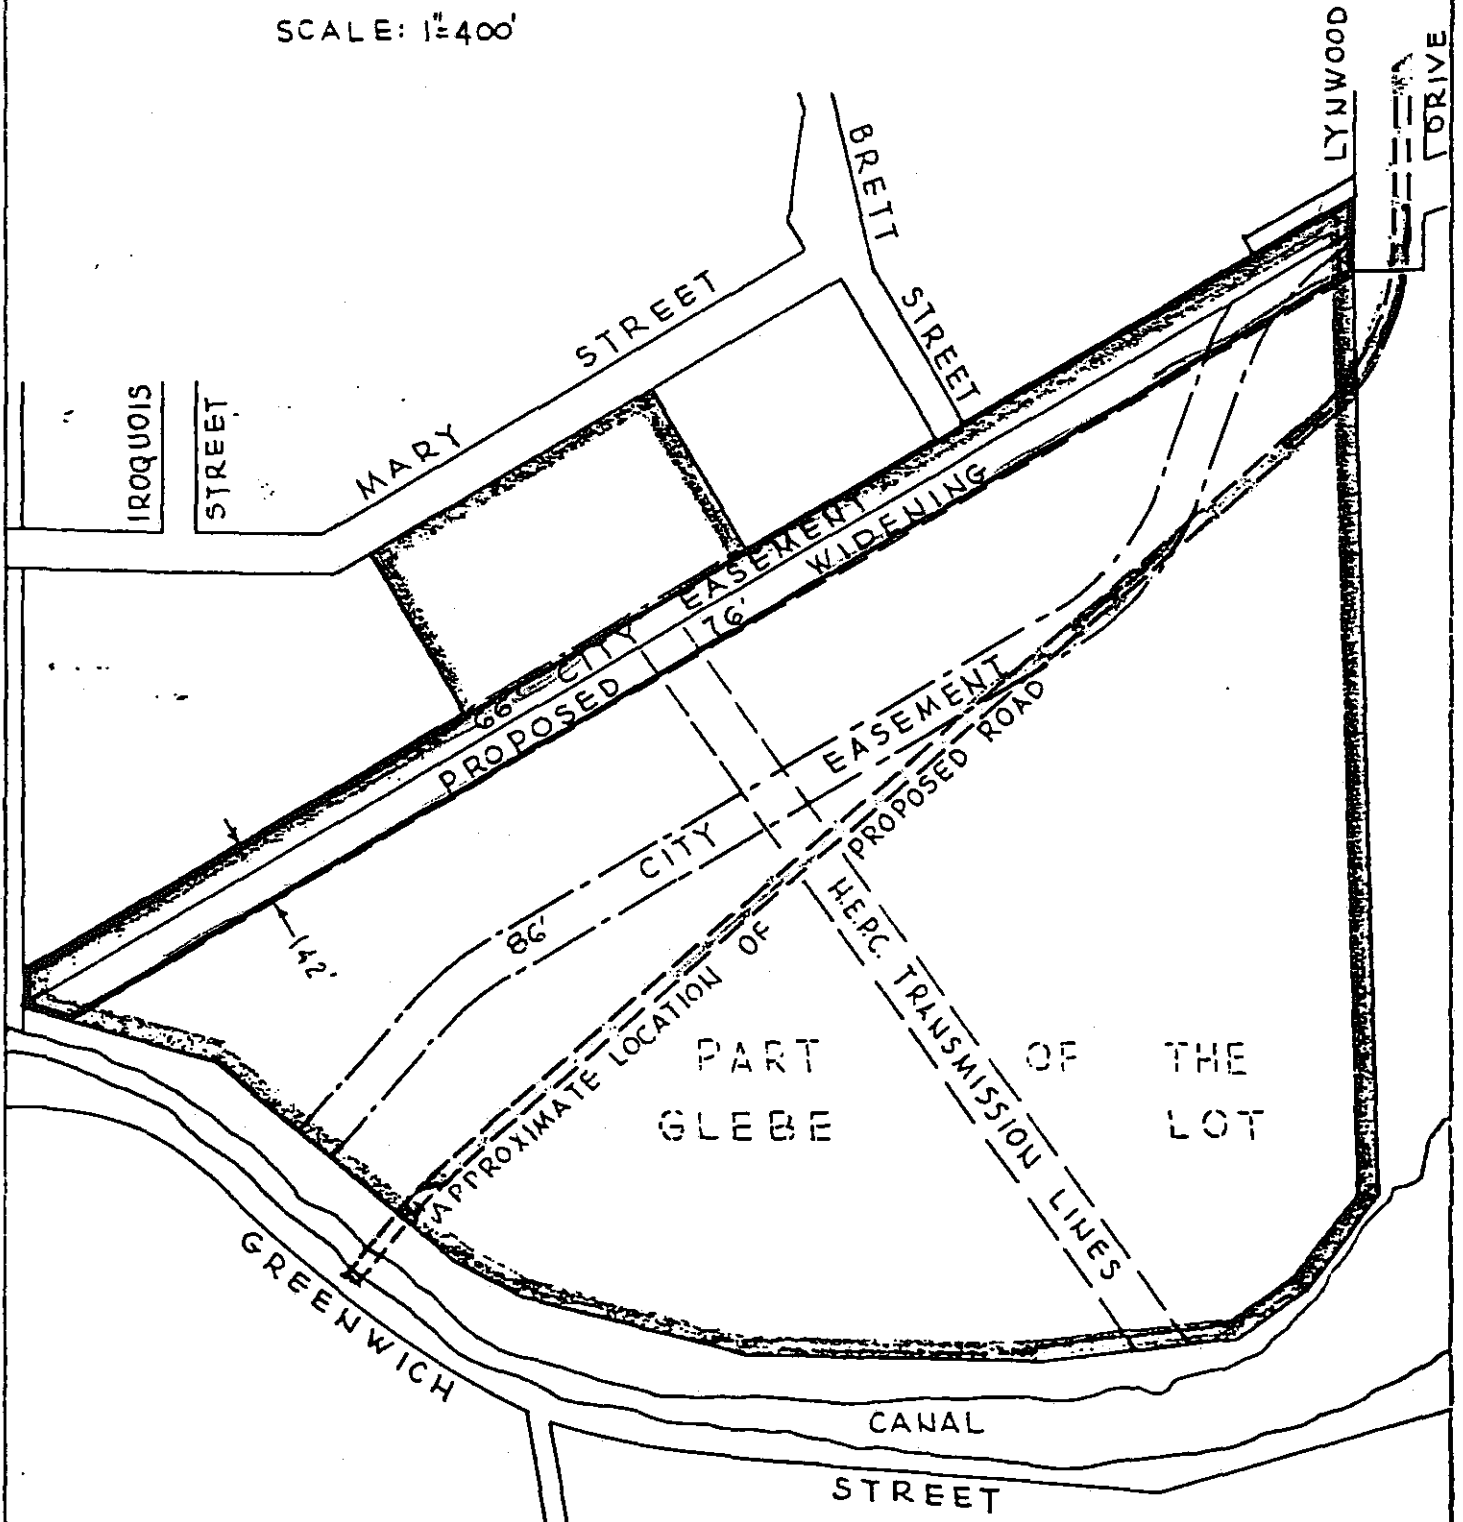 SCALE: 1"=400'
LYNWOOD
DRIVE
BRETT
STREET
MARY STREET
IROQUOIS
STREET
66' CITY EASEMENT
PROPOSED 76' WIDENING
142'
86' CITY EASEMENT
APPROXIMATE LOCATION OF PROPOSED ROAD
H.E.P.C. TRANSMISSION LINES
PART OF THE
GLEBE LOT
GREENWICH
CANAL
STREET